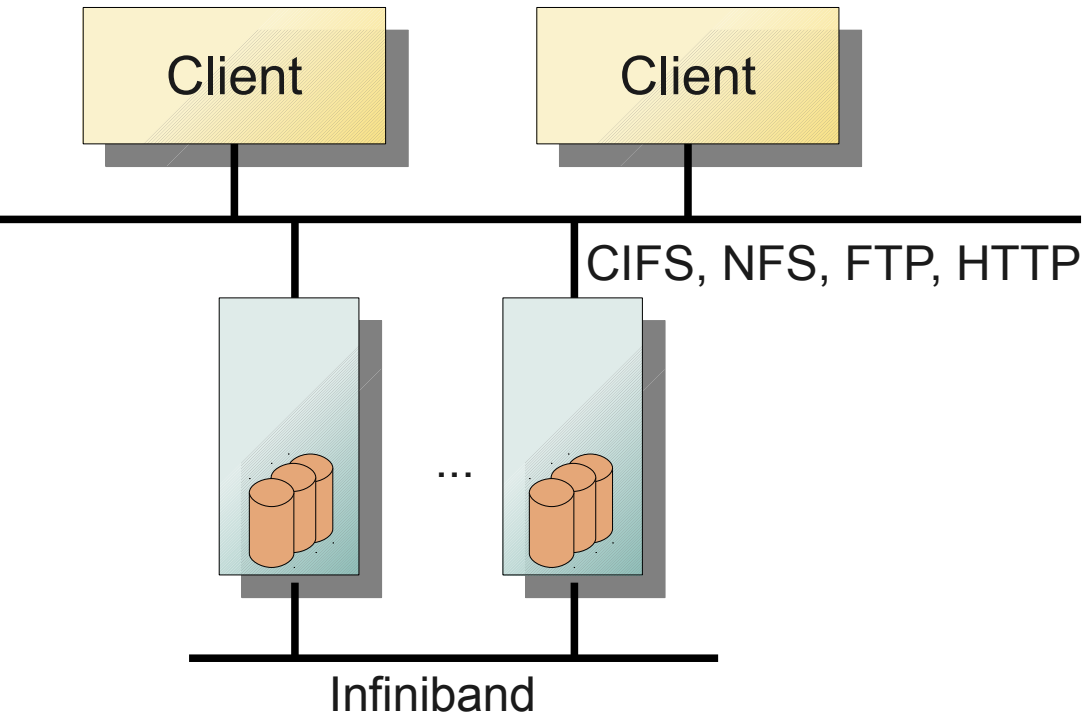 Client
Client
CIFS, NFS, FTP, HTTP
...
Infiniband